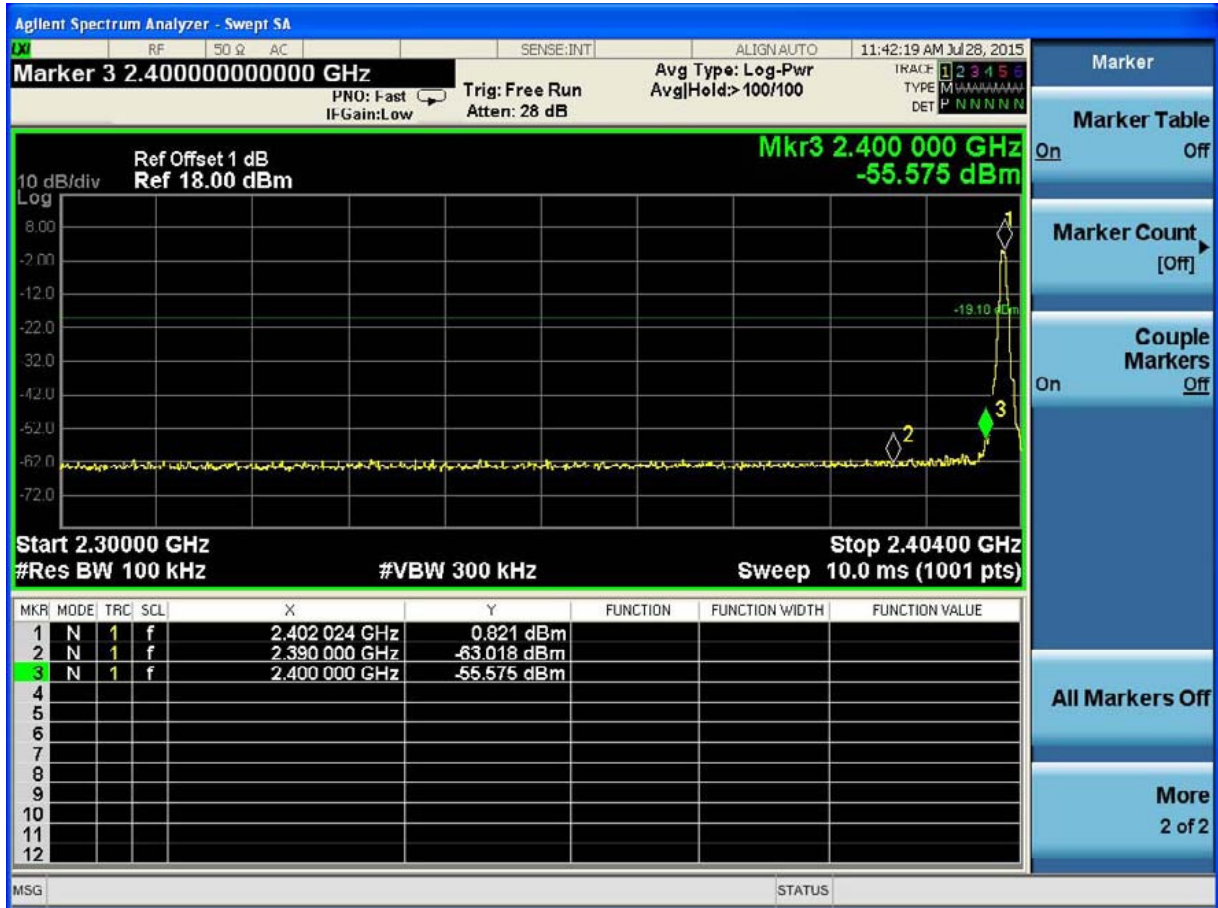 Agilent Spectrum Analyzer - Swept SA
LXI RF 50 Ω AC SENSE:INT ALIGN AUTO 11:42:19 AM Jul 28, 2015
Marker 3 2.400000000000 GHz
PNO: Fast
IFGain:Low
Trig: Free Run
Atten: 28 dB
Avg Type: Log-Pwr
Avg|Hold:>100/100
TRACE 1 2 3 4 5 6
TYPE M
DET P N N N N N
Mkr3 2.400 000 GHz
-55.575 dBm
Ref Offset 1 dB
10 dB/div Ref 18.00 dBm
Log
8.00
-2.00
-12.0
-22.0
-32.0
-42.0
-52.0
-62.0
-72.0
1
-19.10 dBm
3
2
Start 2.30000 GHz Stop 2.40400 GHz
#Res BW 100 kHz #VBW 300 kHz Sweep 10.0 ms (1001 pts)
MKR MODE TRC SCL X Y FUNCTION FUNCTION WIDTH FUNCTION VALUE
1 N 1 f 2.402 024 GHz 0.821 dBm
2 N 1 f 2.390 000 GHz -63.018 dBm
3 N 1 f 2.400 000 GHz -55.575 dBm
4
5
6
7
8
9
10
11
12
MSG STATUS
Marker
Marker Table
On Off
Marker Count
[Off]
Couple
Markers
On Off
All Markers Off
More
2 of 2